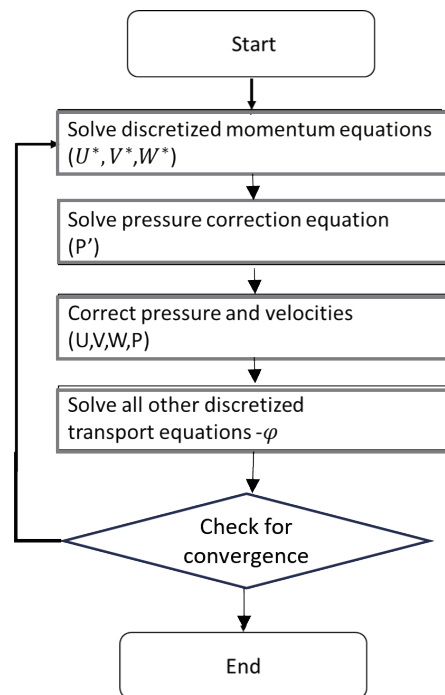 Start
Solve discretized momentum equations
(𝑈*, 𝑉*,𝑊*)
Solve pressure correction equation
(P’)
Correct pressure and velocities
(U,V,W,P)
Solve all other discretized
transport equations -𝜑
Check for
convergence
End